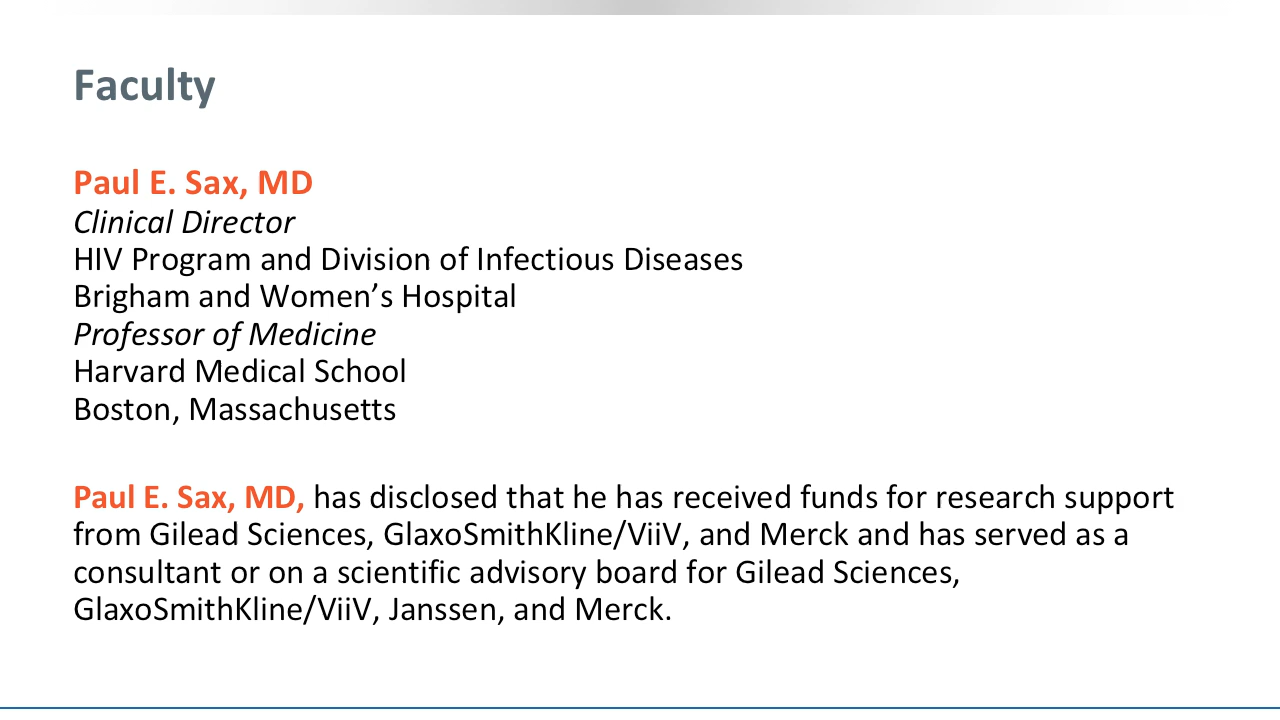 Faculty
Paul E. Sax, MD
Clinical Director
HIV Program and Division of Infectious Diseases
Brigham and Women’s Hospital
Professor of Medicine
Harvard Medical School
Boston, Massachusetts
Paul E. Sax, MD, has disclosed that he has received funds for research support
from Gilead Sciences, GlaxoSmithKline/ViiV, and Merck and has served as a
consultant or on a scientific advisory board for Gilead Sciences,
GlaxoSmithKline/ViiV, Janssen, and Merck.